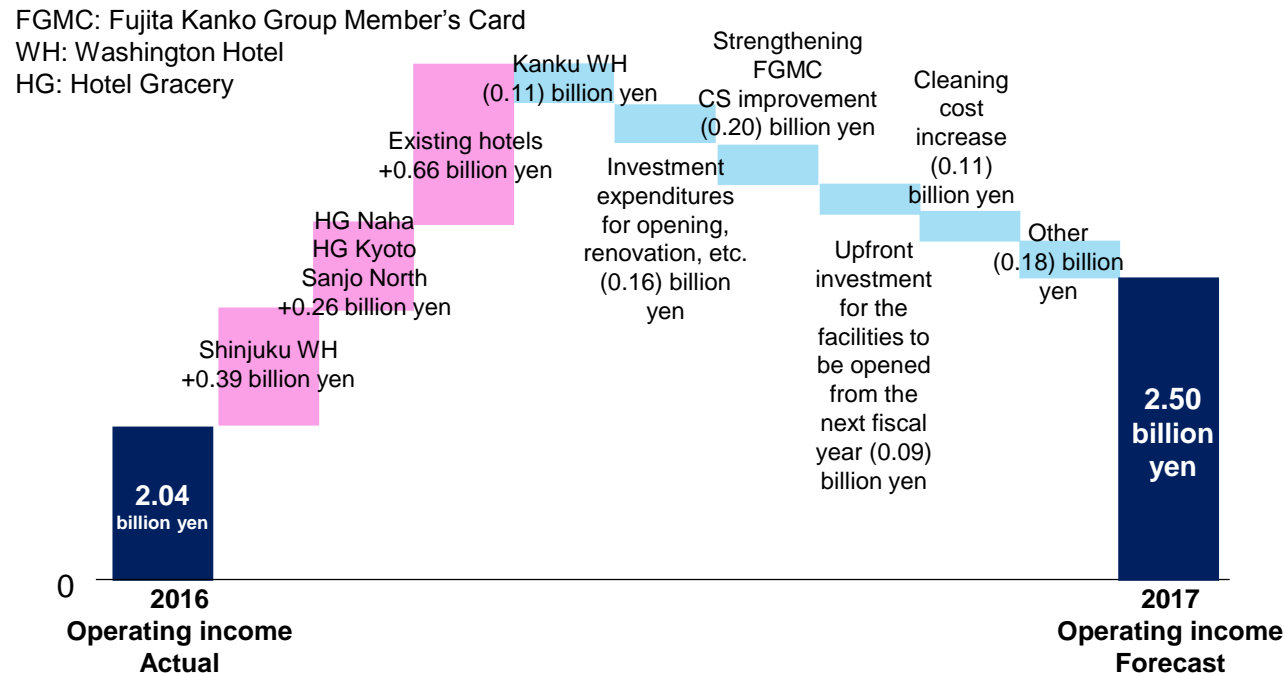 FGMC: Fujita Kanko Group Member's Card
WH: Washington Hotel
HG: Hotel Gracery
2.04
billion yen
Shinjuku WH
+0.39 billion yen
HG Naha
HG Kyoto
Sanjo North
+0.26 billion yen
Existing hotels
+0.66 billion yen
Kanku WH
(0.11) billion yen
Investment
expenditures
for opening,
renovation, etc.
(0.16) billion
yen
Strengthening
FGMC
CS improvement
(0.20) billion yen
Upfront
investment
for the
facilities to
be opened
from the
next fiscal
year (0.09)
billion yen
Cleaning
cost
increase
(0.11)
billion yen
Other
(0.18) billion
yen
2.50
billion
yen
0
2016
Operating income
Actual
2017
Operating income
Forecast